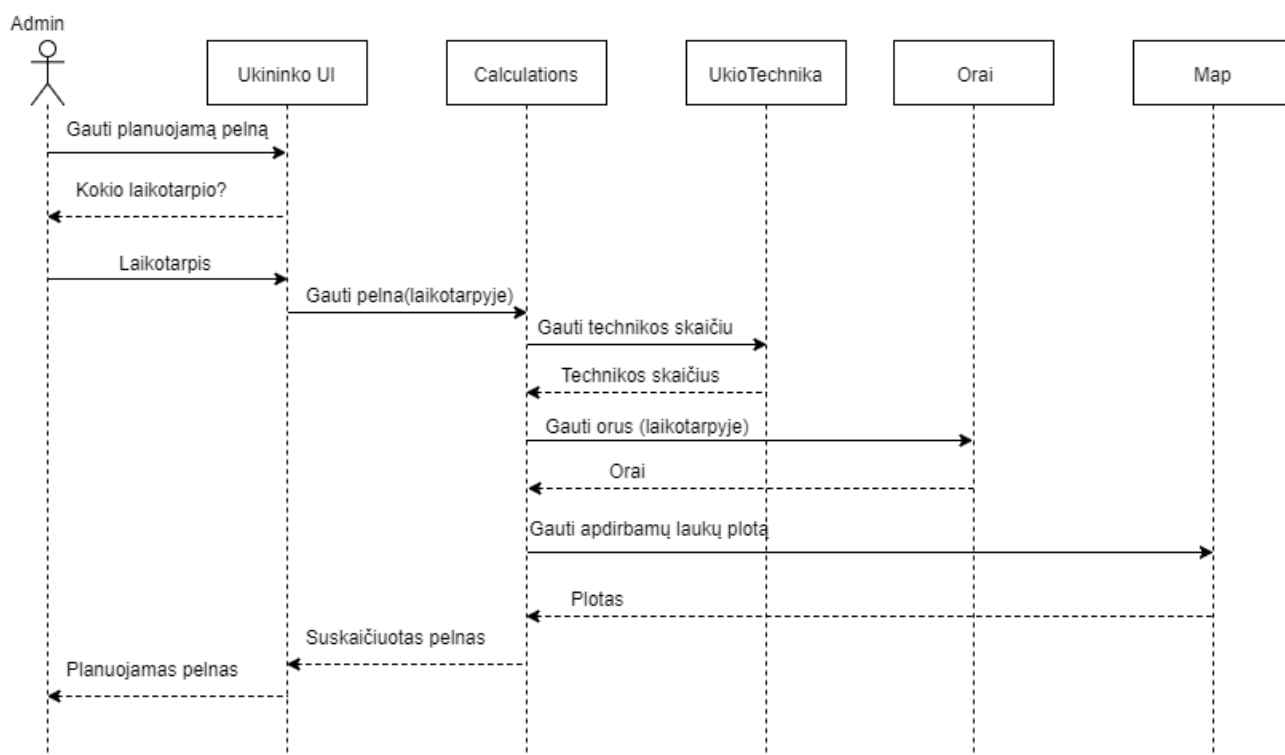 Admin
Ukininko UI
Calculations
UkioTechnika
Orai
Map
Gauti planuojamą pelną
Kokio laikotarpio?
Laikotarpis
Gauti pelna(laikotarpyje)
Gauti technikos skaičiu
Technikos skaičius
Gauti orus (laikotarpyje)
Orai
Gauti apdirbamų laukų plotą
Plotas
Suskaičiuotas pelnas
Planuojamas pelnas